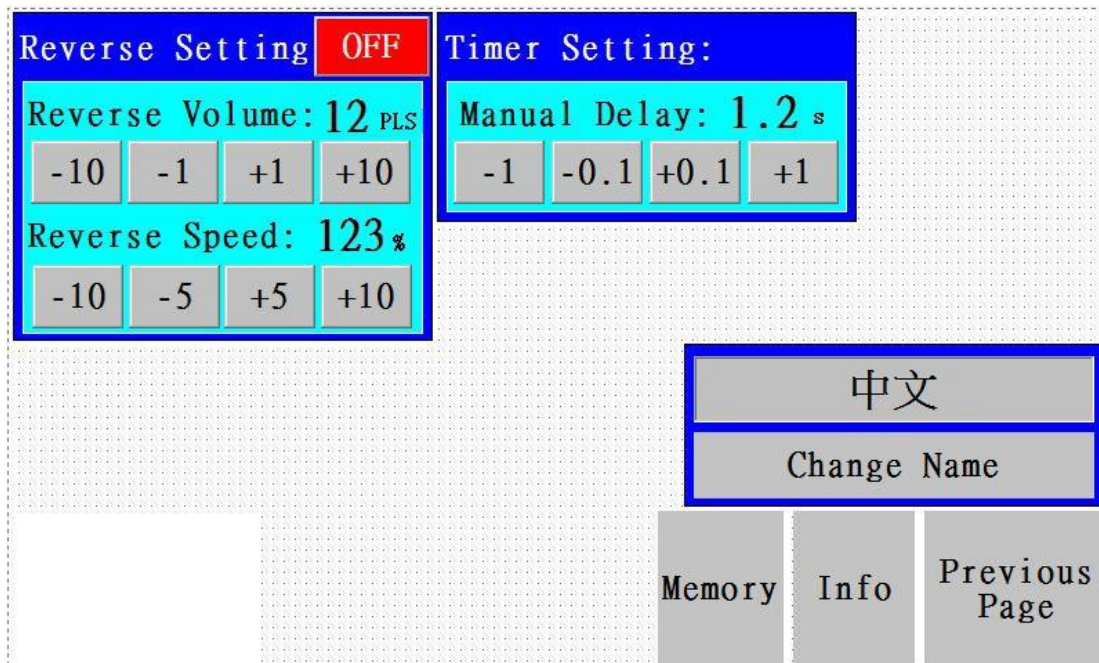 Reverse Setting OFF
Reverse Volume: 12 PLS
-10 -1 +1 +10
Reverse Speed: 123 %
-10 -5 +5 +10
Timer Setting:
Manual Delay: 1.2 s
-1 -0.1 +0.1 +1
中文
Change Name
Memory
Info
Previous
Page